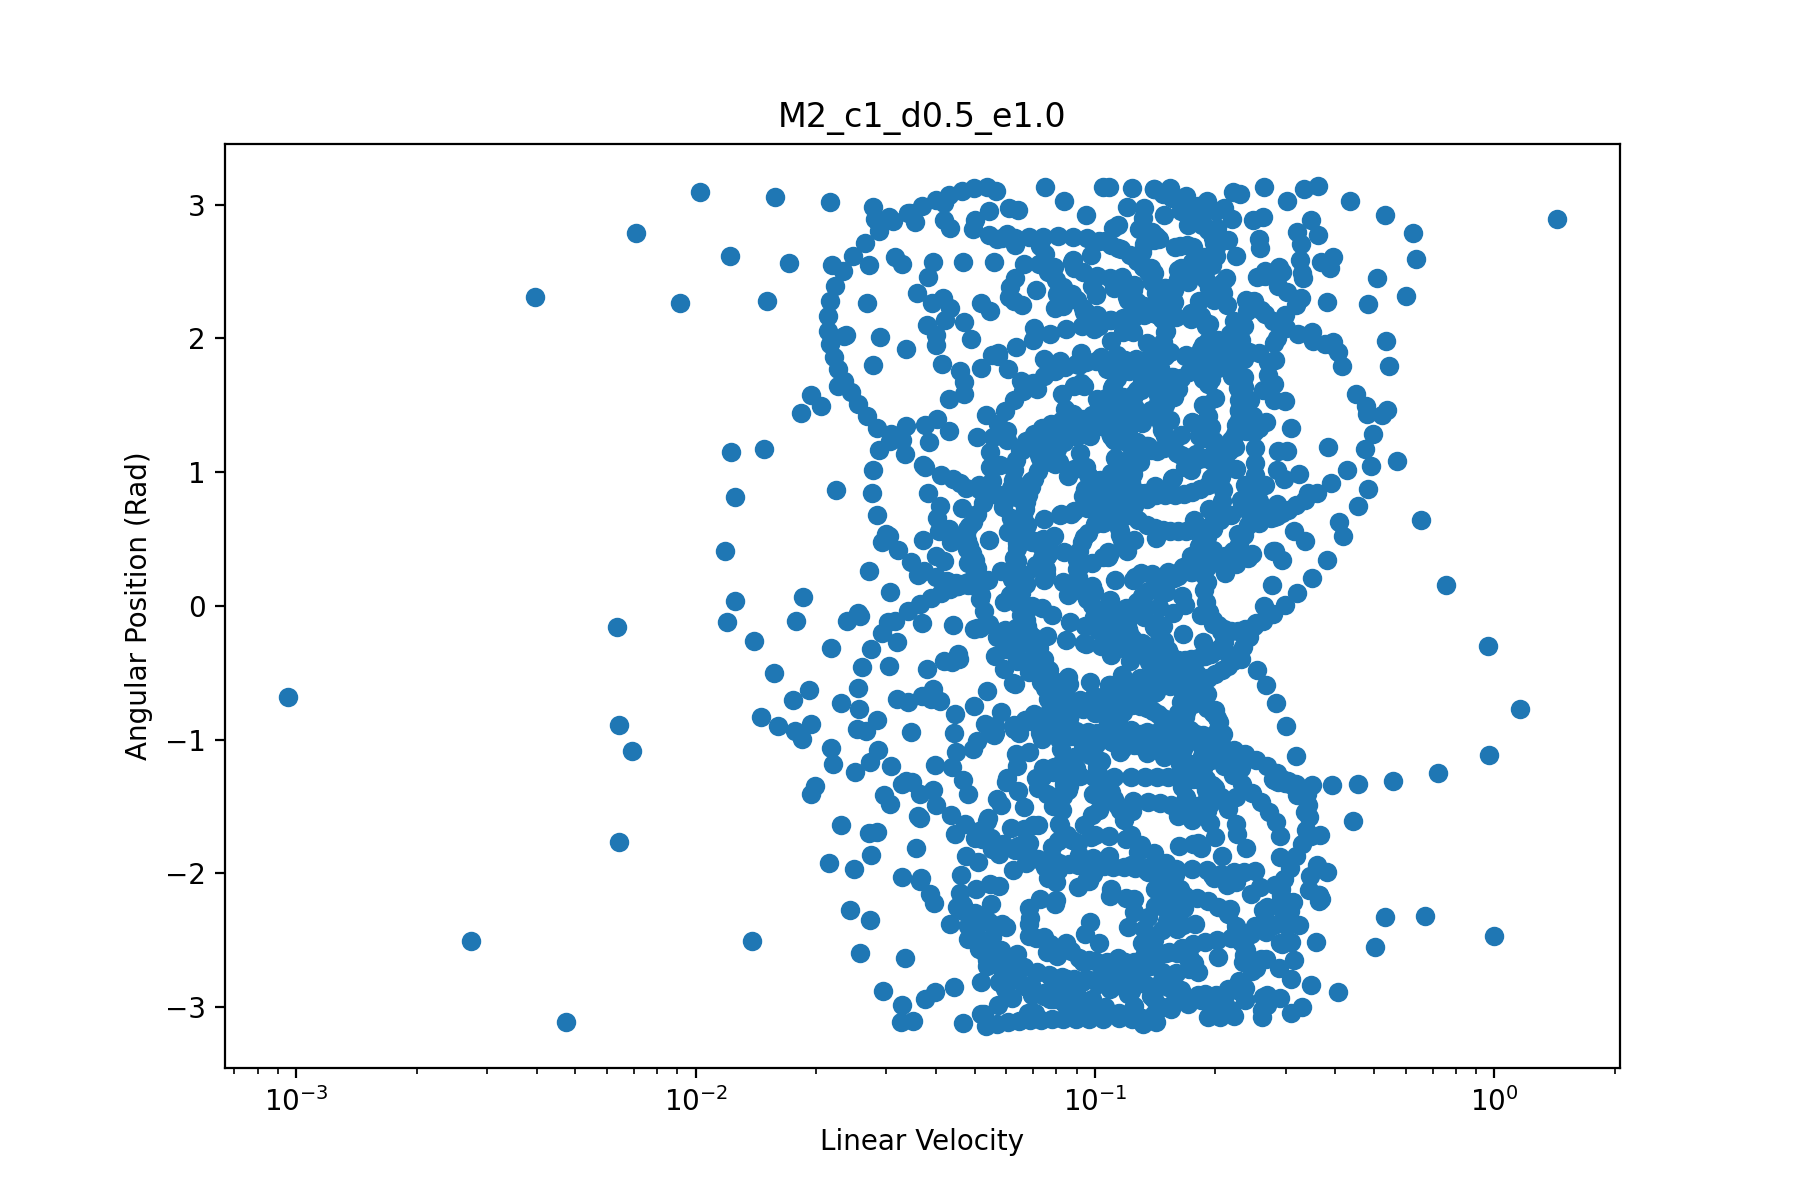 M2_c1_d0.5_e1.0
Angular Position (Rad)
3
2
1
0
−1
−2
−3
10⁻³ 10⁻² 10⁻¹ 10⁰
Linear Velocity